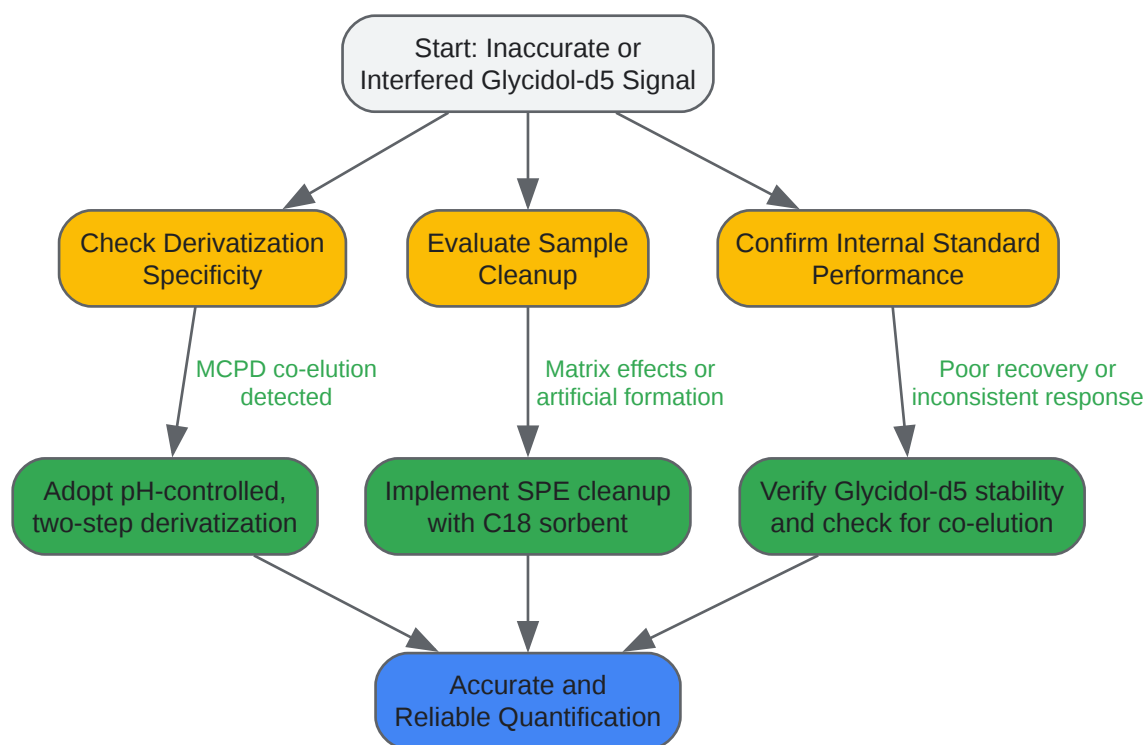 Start: Inaccurate or
Interfered Glycidol-d5 Signal
Check Derivatization
Specificity
Evaluate Sample
Cleanup
Confirm Internal Standard
Performance
MCPD co-elution
detected
Matrix effects or
artificial formation
Poor recovery or
inconsistent response
Adopt pH-controlled,
two-step derivatization
Implement SPE cleanup
with C18 sorbent
Verify Glycidol-d5 stability
and check for co-elution
Accurate and
Reliable Quantification